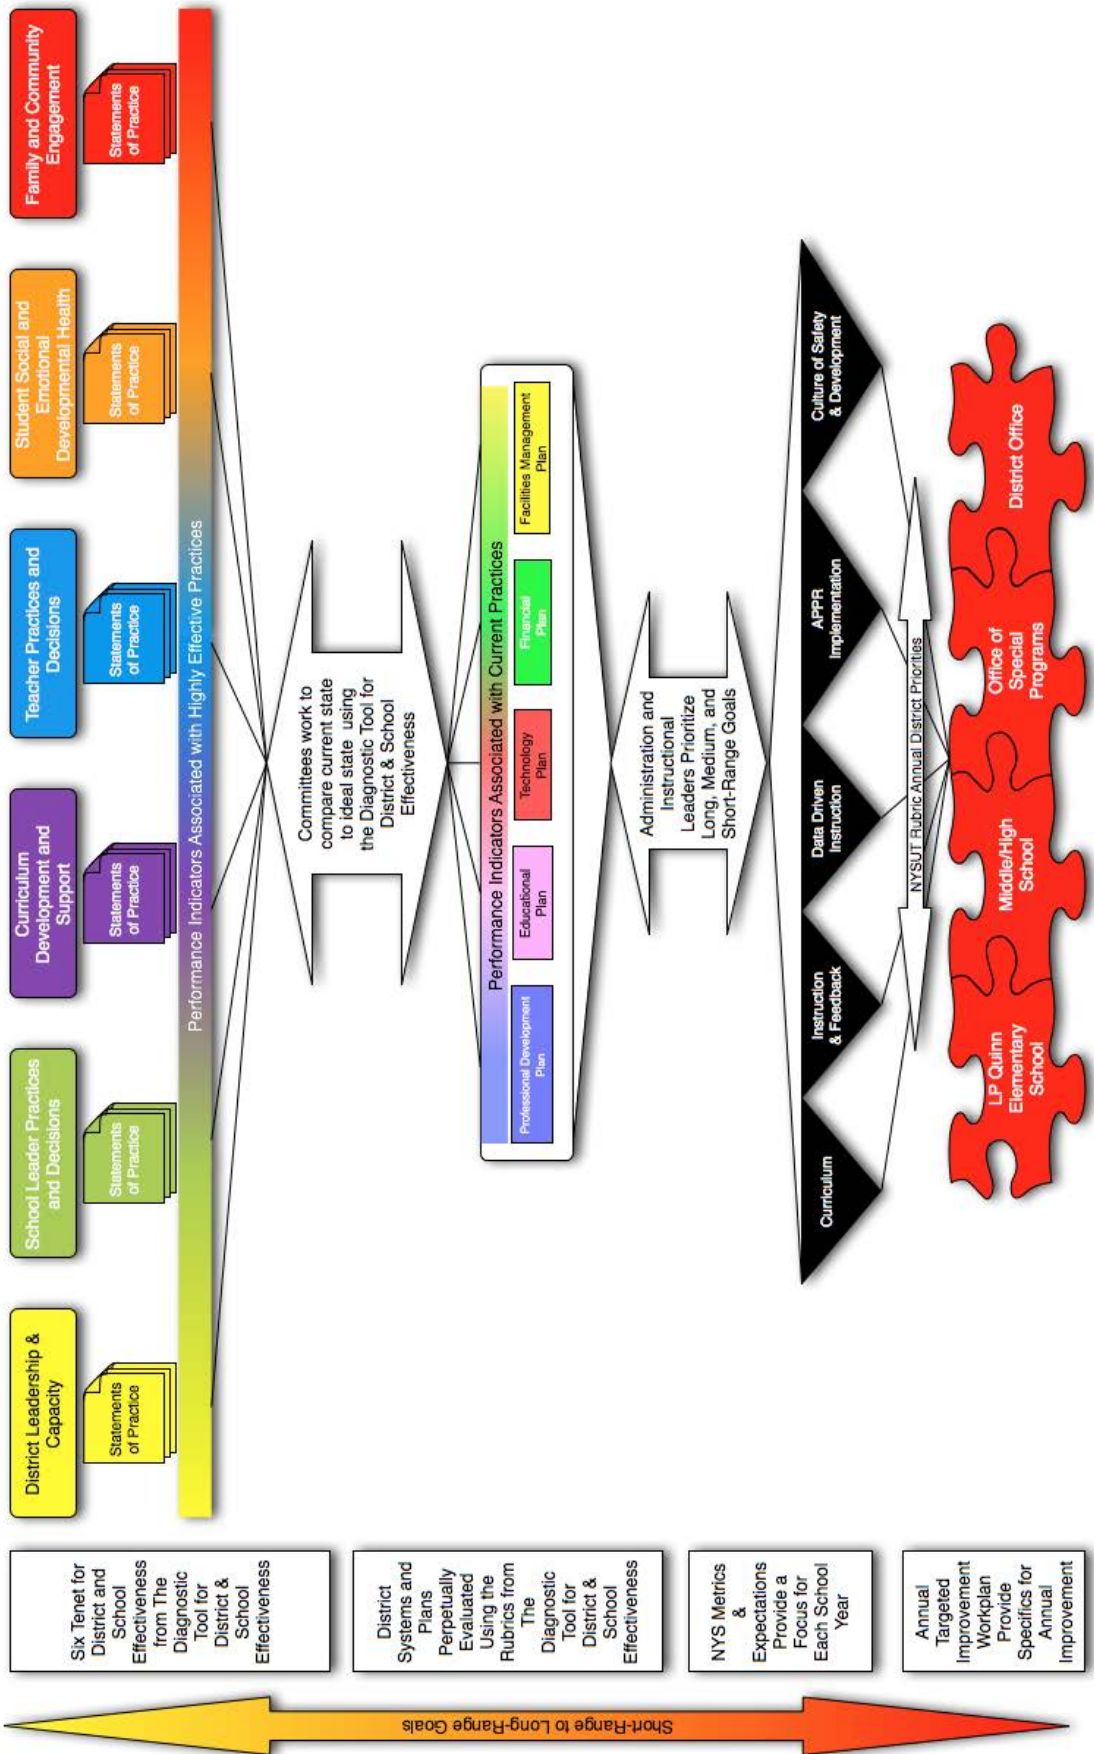 Six Tenet for
District and
School
Effectiveness
from The
Diagnostic
Tool for
District &
School
Effectiveness
District Leadership &
Capacity
School Leader Practices
and Decisions
Curriculum
Development and
Support
Teacher Practices and
Decisions
Student Social and
Emotional
Developmental Health
Family and Community
Engagement
Statements
of Practice
Statements
of Practice
Statements
of Practice
Statements
of Practice
Statements
of Practice
Statements
of Practice
Performance Indicators Associated with Highly Effective Practices
Committees work to
compare current state
to ideal state using
the Diagnostic Tool for
District & School
Effectiveness
District
Systems and
Plans
Perpetually
Evaluated
Using the
Rubrics from
The
Diagnostic
Tool for
District &
School
Effectiveness
Performance Indicators Associated with Current Practices
Professional Development
Plan
Educational
Plan
Technology
Plan
Financial
Plan
Facilities Management
Plan
Administration and
Instructional
Leaders Prioritize
Long, Medium, and
Short-Range Goals
NYS Metrics
&
Expectations
Provide a
Focus for
Each School
Year
Curriculum
Instruction
& Feedback
Data Driven
Instruction
APPR
Implementation
Culture of Safety
& Development
NYSUT Rubric Annual District Priorities
Annual
Targeted
Improvement
Workplan
Provide
Specifics for
Annual
Improvement
LP Quinn
Elementary
School
Middle/High
School
Office of
Special
Programs
District Office
Short-Range to Long-Range Goals